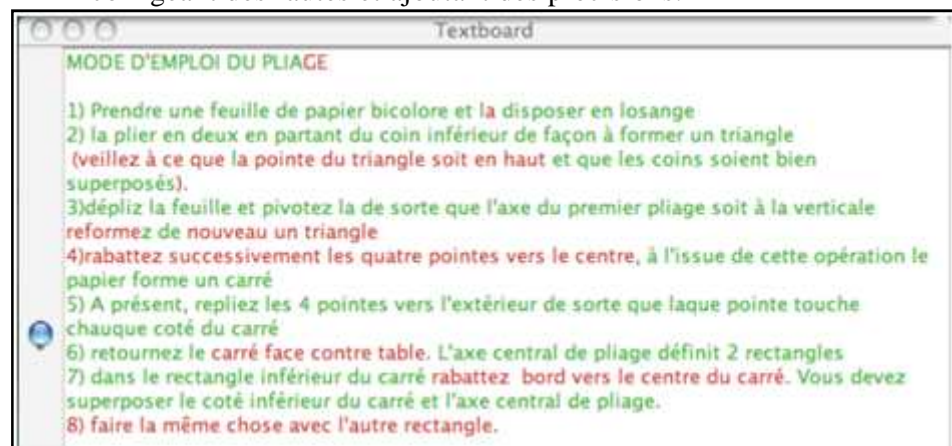 corrigeant des fautes et ajoutant des précisions.
Textboard
MODE D'EMPLOI DU PLIAGE
1) Prendre une feuille de papier bicolore et la disposer en losange
2) la plier en deux en partant du coin inférieur de façon à former un triangle
(veillez à ce que la pointe du triangle soit en haut et que les coins soient bien
superposés).
3)dépliz la feuille et pivotez la de sorte que l'axe du premier pliage soit à la verticale
reformez de nouveau un triangle
4)rabattez successivement les quatre pointes vers le centre, à l'issue de cette opération le
papier forme un carré
5) A présent, repliez les 4 pointes vers l'extérieur de sorte que laque pointe touche
chauque coté du carré
6) retournez le carré face contre table. L'axe central de pliage définit 2 rectangles
7) dans le rectangle inférieur du carré rabattez bord vers le centre du carré. Vous devez
superposer le coté inférieur du carré et l'axe central de pliage.
8) faire la même chose avec l'autre rectangle.